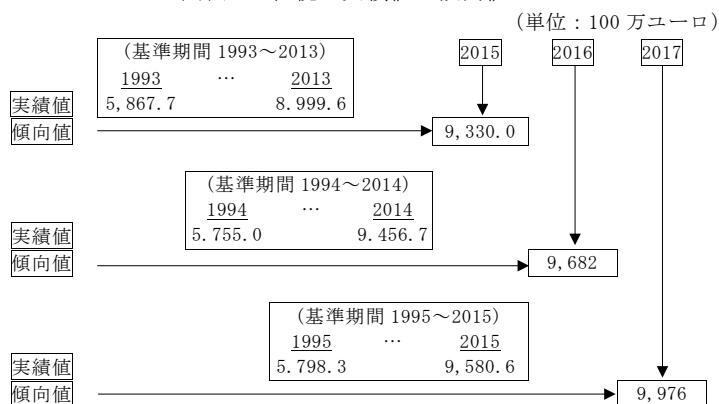 （単位：100 万ユーロ）
（基準期間 1993～2013） 2015 2016 2017
1993 … 2013
実績値 5,867.7 8.999.6
傾向値 9,330.0
（基準期間 1994～2014）
1994 … 2014
実績値 5.755.0 9.456.7
傾向値 9,682
（基準期間 1995～2015）
1995 … 2015
実績値 5.798.3 9,580.6
傾向値 9,976